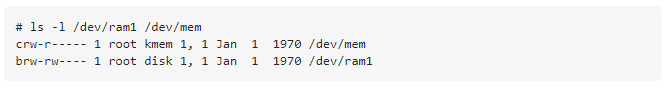 # ls -l /dev/ram1 /dev/mem
crw-r----- 1 root kmem 1, 1 Jan  1  1970 /dev/mem
brw-rw---- 1 root disk 1, 1 Jan  1  1970 /dev/ram1